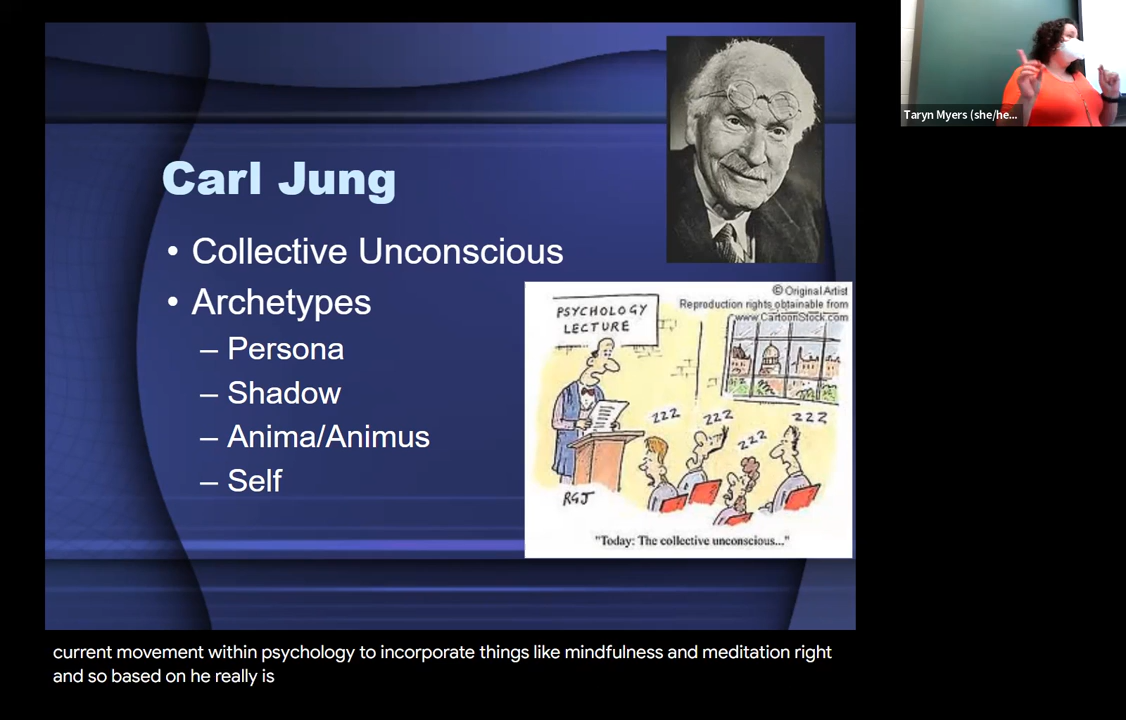 Carl Jung
• Collective Unconscious
• Archetypes
– Persona
– Shadow
– Anima/Animus
– Self
© Original Artist
Reproduction rights obtainable from
www.CartoonStock.com
PSYCHOLOGY
LECTURE
zzz
zzz
zzz
zzz
RGJ
"Today: The collective unconscious..."
Taryn Myers (she/he...
current movement within psychology to incorporate things like mindfulness and meditation right
and so based on he really is